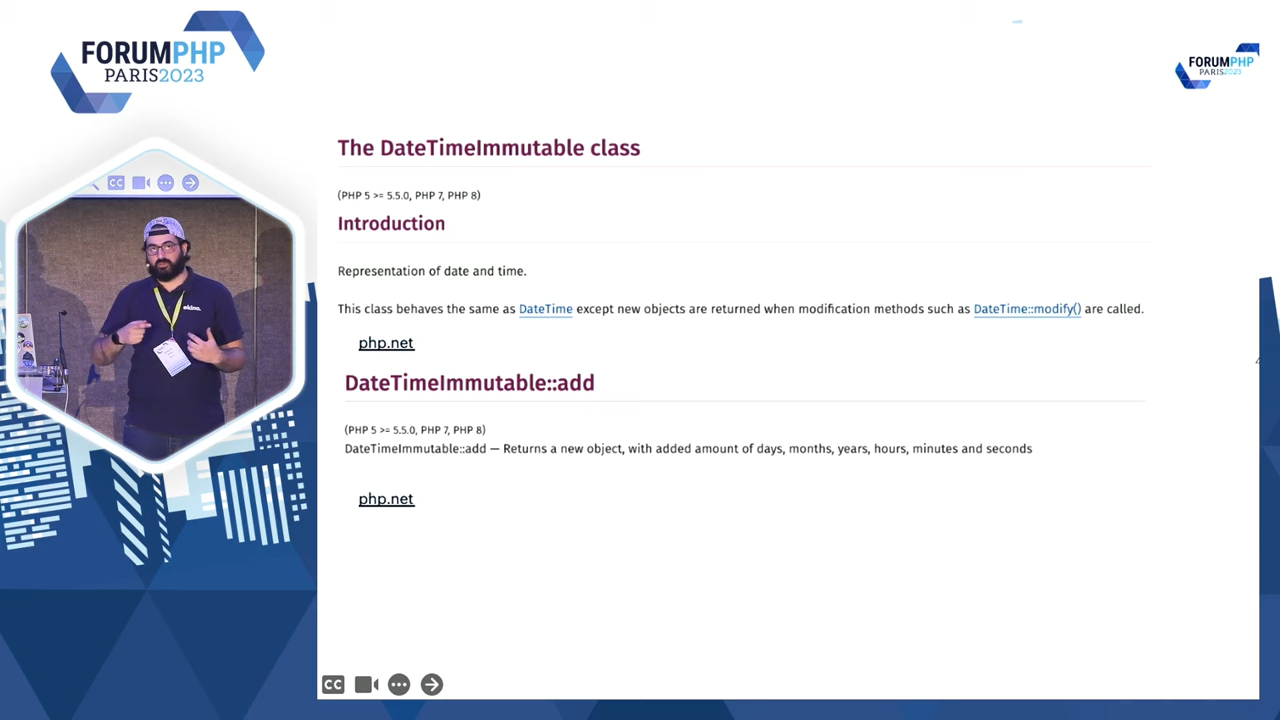 FORUMPHP
PARIS2023
FORUMPHP
PARIS2023
The DateTimeImmutable class
(PHP 5 >= 5.5.0, PHP 7, PHP 8)
Introduction
Representation of date and time.
This class behaves the same as DateTime except new objects are returned when modification methods such as DateTime::modify() are called.
php.net
DateTimeImmutable::add
(PHP 5 >= 5.5.0, PHP 7, PHP 8)
DateTimeImmutable::add — Returns a new object, with added amount of days, months, years, hours, minutes and seconds
php.net
CC
ekino.
CC